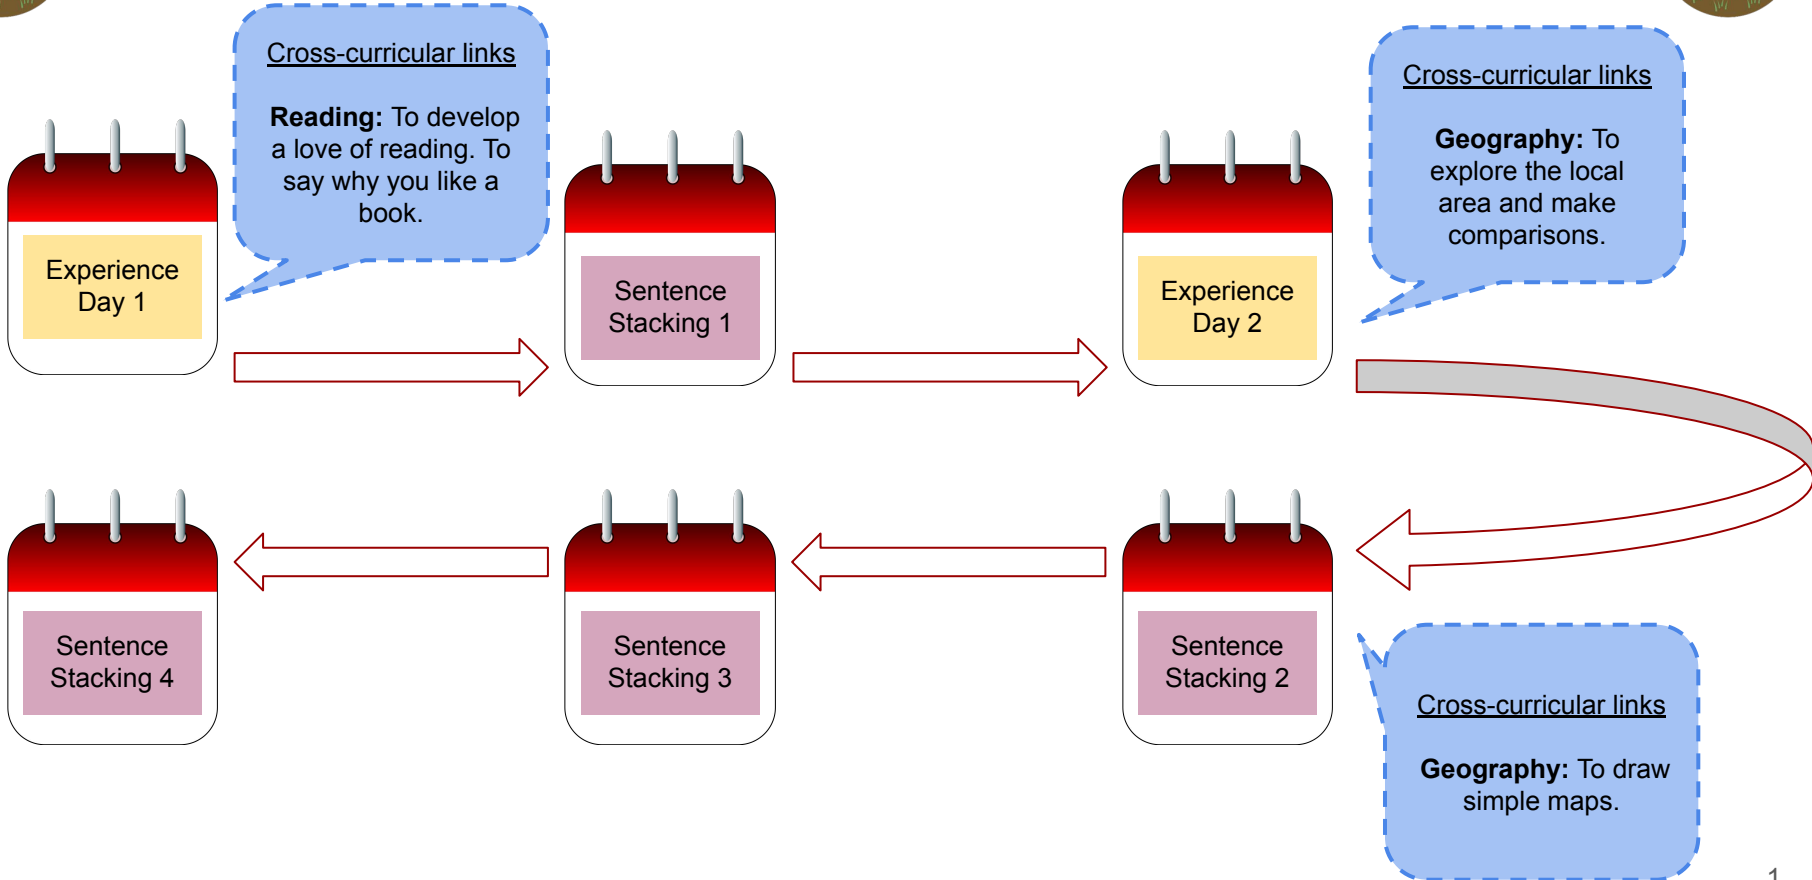 Cross-curricular links
Reading: To develop
a love of reading. To
say why you like a
book.
Cross-curricular links
Geography: To
explore the local
area and make
comparisons.
Experience
Day 1
Sentence
Stacking 1
Experience
Day 2
Sentence
Stacking 4
Sentence
Stacking 3
Sentence
Stacking 2
Cross-curricular links
Geography: To draw
simple maps.
1